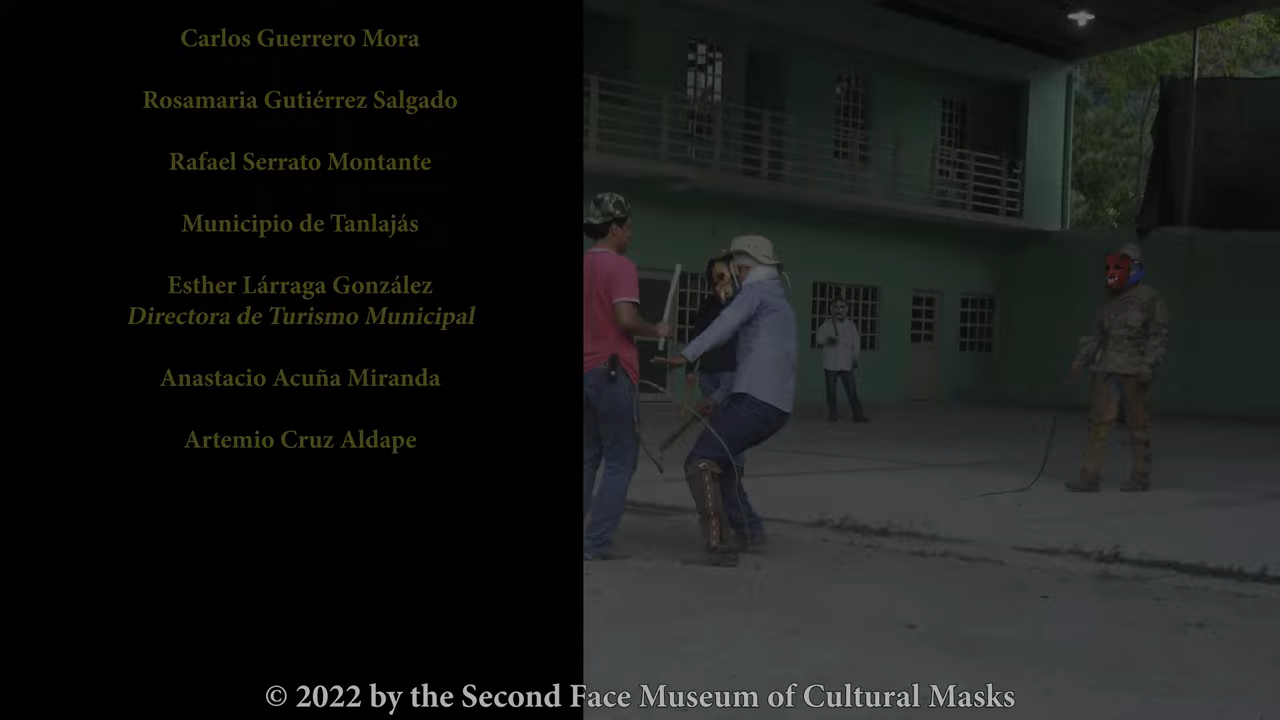 Carlos Guerrero Mora
Rosamaria Gutiérrez Salgado
Rafael Serrato Montante
Municipio de Tanlajás
Esther Lárraga González
Directora de Turismo Municipal
Anastacio Acuña Miranda
Artemio Cruz Aldape
© 2022 by the Second Face Museum of Cultural Masks